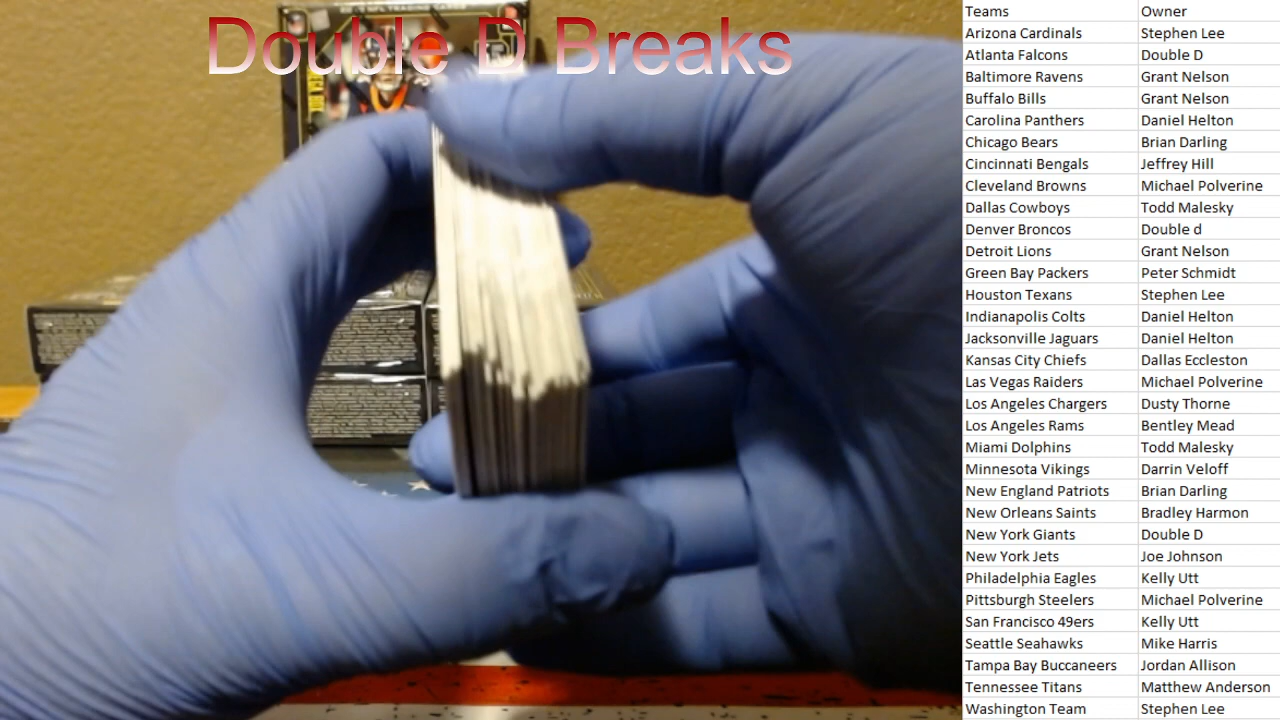 Double D Breaks
NFL TRADING CARDS
Teams Owner
Arizona Cardinals Stephen Lee
Atlanta Falcons Double D
Baltimore Ravens Grant Nelson
Buffalo Bills Grant Nelson
Carolina Panthers Daniel Helton
Chicago Bears Brian Darling
Cincinnati Bengals Jeffrey Hill
Cleveland Browns Michael Polverine
Dallas Cowboys Todd Malesky
Denver Broncos Double d
Detroit Lions Grant Nelson
Green Bay Packers Peter Schmidt
Houston Texans Stephen Lee
Indianapolis Colts Daniel Helton
Jacksonville Jaguars Daniel Helton
Kansas City Chiefs Dallas Eccleston
Las Vegas Raiders Michael Polverine
Los Angeles Chargers Dusty Thorne
Los Angeles Rams Bentley Mead
Miami Dolphins Todd Malesky
Minnesota Vikings Darrin Veloff
New England Patriots Brian Darling
New Orleans Saints Bradley Harmon
New York Giants Double D
New York Jets Joe Johnson
Philadelphia Eagles Kelly Utt
Pittsburgh Steelers Michael Polverine
San Francisco 49ers Kelly Utt
Seattle Seahawks Mike Harris
Tampa Bay Buccaneers Jordan Allison
Tennessee Titans Matthew Anderson
Washington Team Stephen Lee